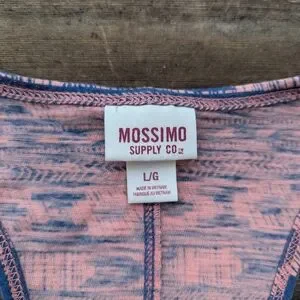 MOSSIMO
SUPPLY CO.
L/G
MADE IN VIETNAM
FABRIQUÉ AU VIETNAM